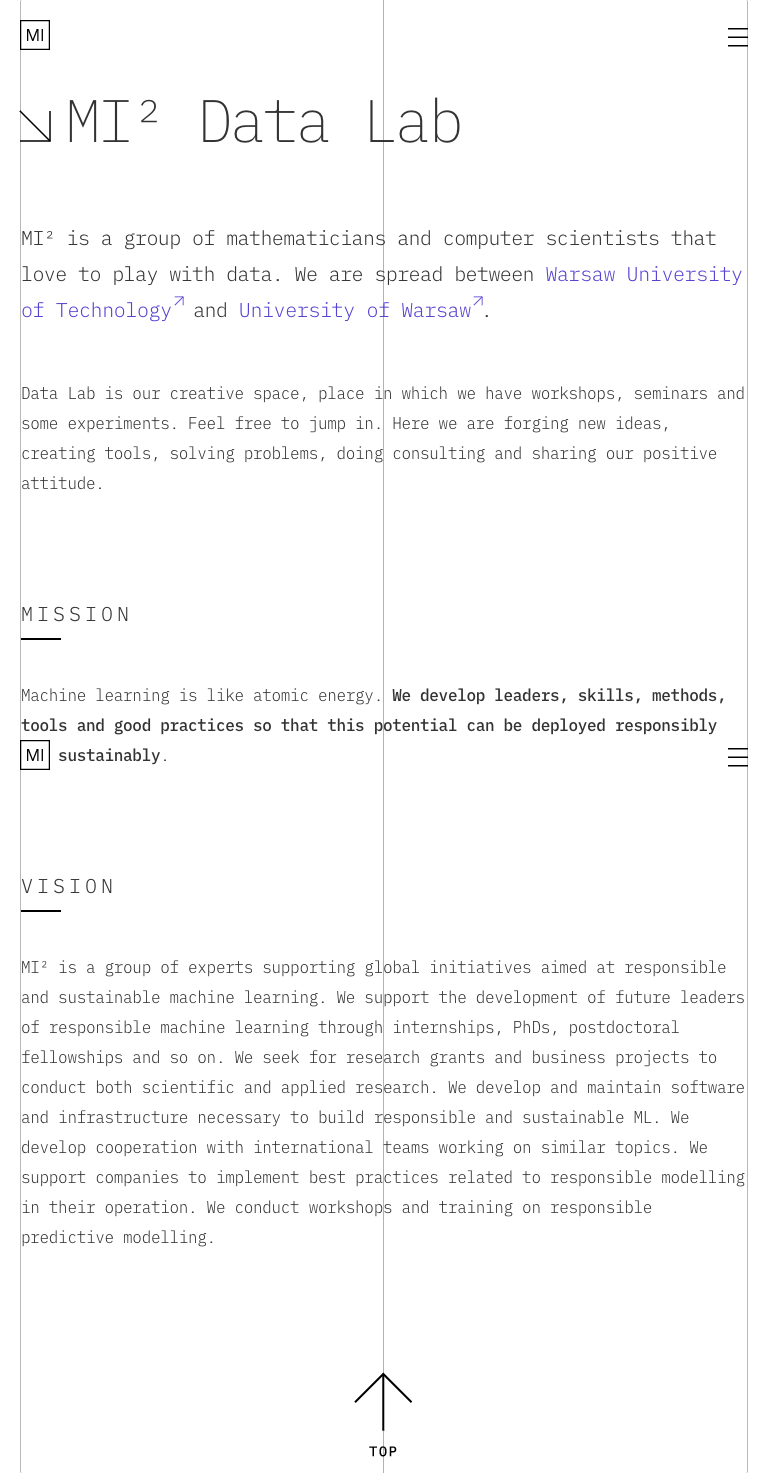 MI
MI² Data Lab
MI² is a group of mathematicians and computer scientists that
love to play with data. We are spread between Warsaw University
of Technology and University of Warsaw.
Data Lab is our creative space, place in which we have workshops, seminars and
some experiments. Feel free to jump in. Here we are forging new ideas,
creating tools, solving problems, doing consulting and sharing our positive
attitude.
MISSION
Machine learning is like atomic energy. We develop leaders, skills, methods,
tools and good practices so that this potential can be deployed responsibly
MI sustainably.
VISION
MI² is a group of experts supporting global initiatives aimed at responsible
and sustainable machine learning. We support the development of future leaders
of responsible machine learning through internships, PhDs, postdoctoral
fellowships and so on. We seek for research grants and business projects to
conduct both scientific and applied research. We develop and maintain software
and infrastructure necessary to build responsible and sustainable ML. We
develop cooperation with international teams working on similar topics. We
support companies to implement best practices related to responsible modelling
in their operation. We conduct workshops and training on responsible
predictive modelling.
TOP